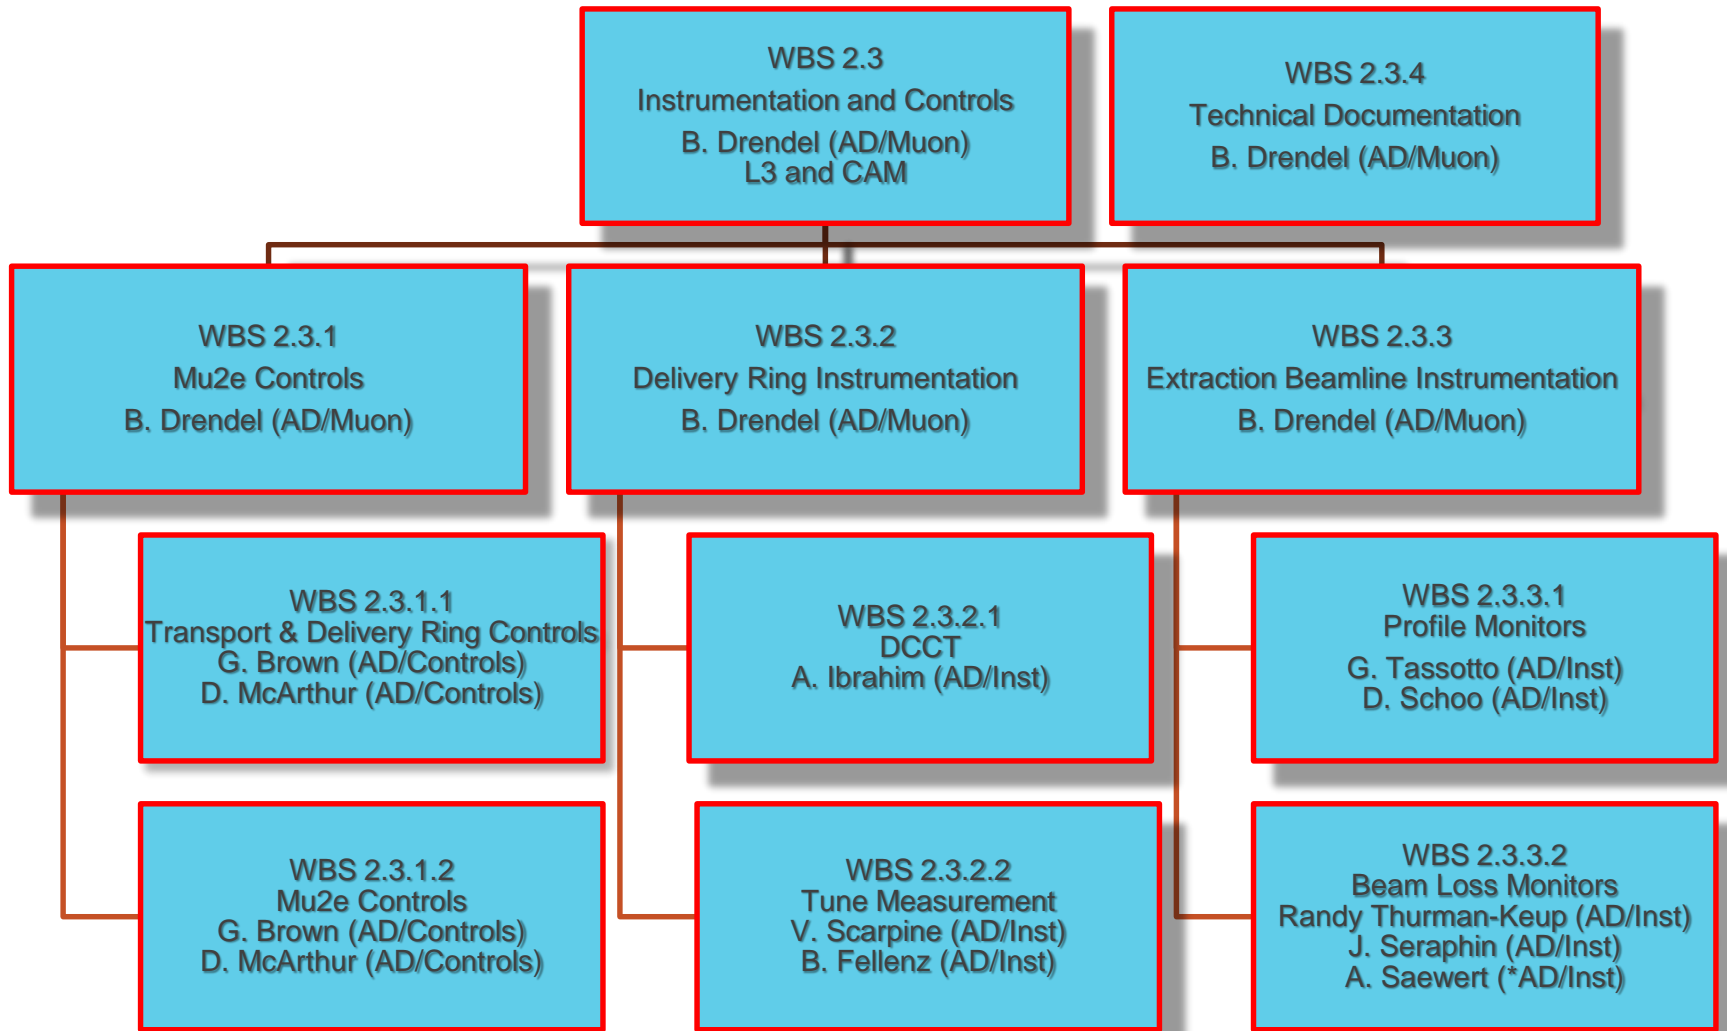 WBS 2.3
Instrumentation and Controls
B. Drendel (AD/Muon)
L3 and CAM
WBS 2.3.4
Technical Documentation
B. Drendel (AD/Muon)
WBS 2.3.1
Mu2e Controls
B. Drendel (AD/Muon)
WBS 2.3.2
Delivery Ring Instrumentation
B. Drendel (AD/Muon)
WBS 2.3.3
Extraction Beamline Instrumentation
B. Drendel (AD/Muon)
WBS 2.3.1.1
Transport & Delivery Ring Controls
G. Brown (AD/Controls)
D. McArthur (AD/Controls)
WBS 2.3.2.1
DCCT
A. Ibrahim (AD/Inst)
WBS 2.3.3.1
Profile Monitors
G. Tassotto (AD/Inst)
D. Schoo (AD/Inst)
WBS 2.3.1.2
Mu2e Controls
G. Brown (AD/Controls)
D. McArthur (AD/Controls)
WBS 2.3.2.2
Tune Measurement
V. Scarpine (AD/Inst)
B. Fellenz (AD/Inst)
WBS 2.3.3.2
Beam Loss Monitors
Randy Thurman-Keup (AD/Inst)
J. Seraphin (AD/Inst)
A. Saewert (*AD/Inst)